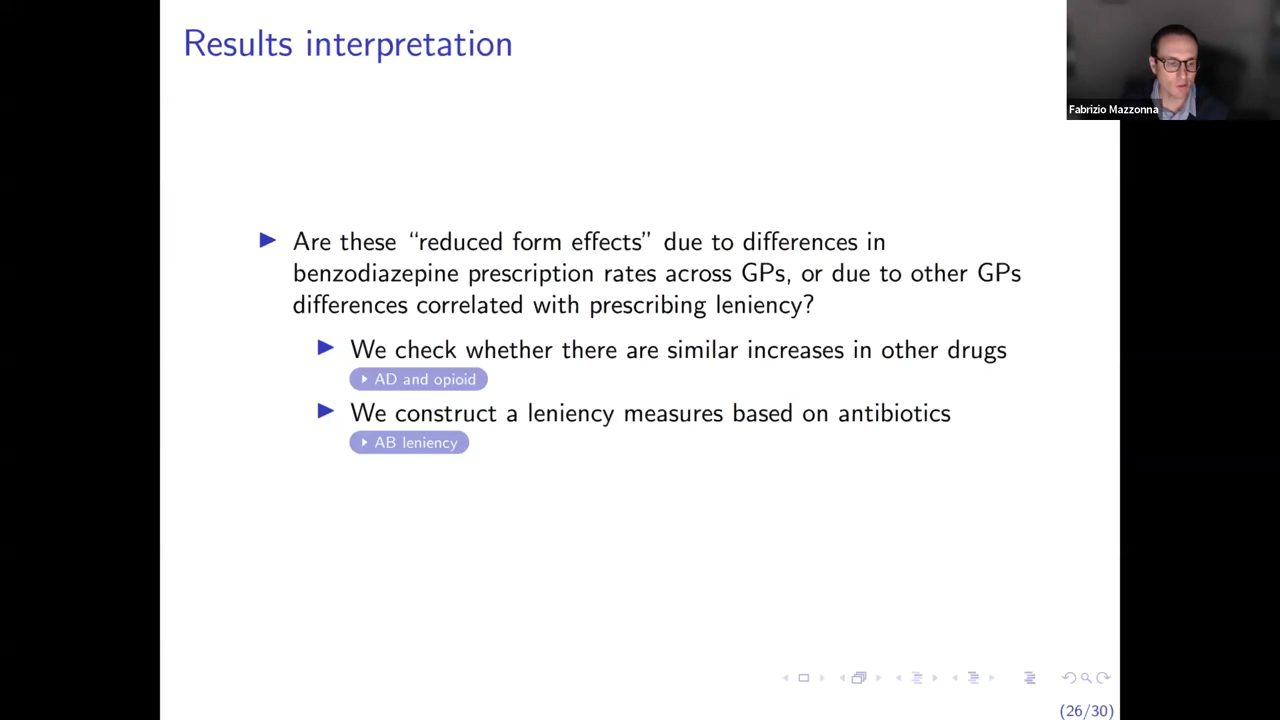 Results interpretation
Fabrizio Mazzonna
Are these “reduced form effects” due to differences in
benzodiazepine prescription rates across GPs, or due to other GPs
differences correlated with prescribing leniency?
We check whether there are similar increases in other drugs
AD and opioid
We construct a leniency measures based on antibiotics
AB leniency
(26/30)